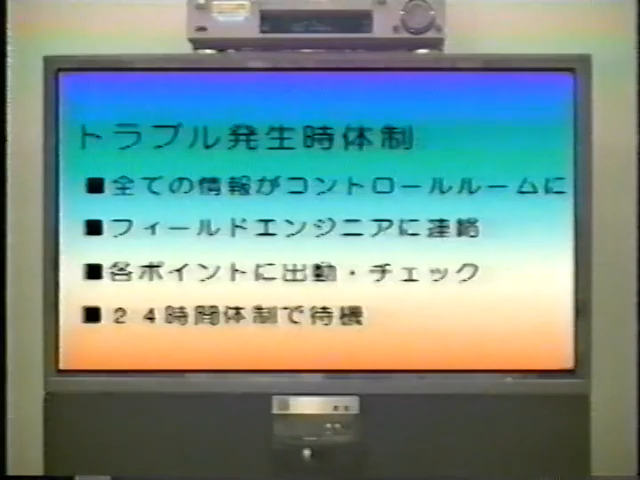 トラブル発生時体制
■全ての情報がコントロールルームに
■フィールドエンジニアに連絡
■各ポイントに出動・チェック
■24時間体制で待機